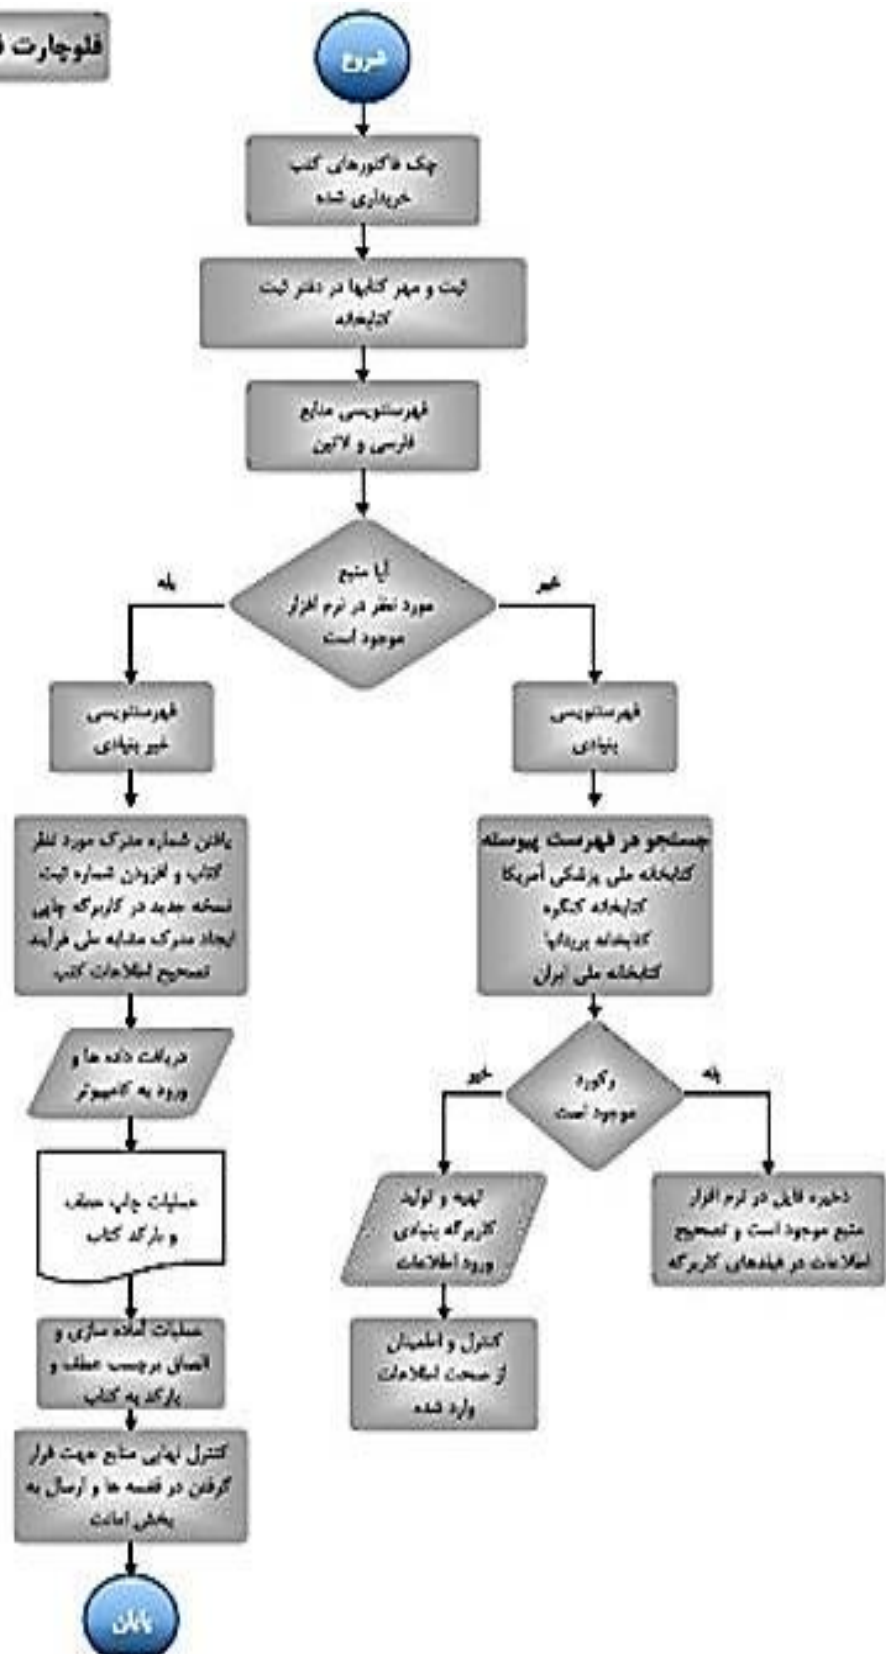 فلوچارت
شروع
چک فاکتورهای کتب
خریداری شده
ثبت و مهر کتابها در دفتر ثبت
کتابخانه
فهرستنویسی منابع
فارسی و لاتین
آیا منبع
مورد نظر در نرم افزار
موجود است
بله
خیر
فهرستنویسی
غیر بنیادی
یافتن شماره مدرک مورد نظر
کتاب و افزودن شماره ثبت
نسخه جدید در کاربرگه چاپی
ایجاد مدرک مشابه طی فرآیند
تصحیح اطلاعات کتب
دریافت داده ها و
ورود به کامپیوتر
عملیات چاپ عطف
و بارکد کتاب
عملیات آماده سازی و
الصاق برچسب عطف و
بارکد به کتاب
کنترل نهایی منابع جهت قرار
گرفتن در قفسه ها و ارسال به
بخش امانت
پایان
فهرستنویسی
بنیادی
جستجو در فهرست پیوسته
کتابخانه ملی پزشکی آمریکا
کتابخانه کنگره
کتابخانه بریتانیا
کتابخانه ملی ایران
رکورد
موجود است
خیر
بله
تهیه و تولید
کاربرگه بنیادی
ورود اطلاعات
کنترل و اطمینان
از صحت اطلاعات
وارد شده
ذخیره فایل در نرم افزار
منبع موجود است و تصحیح
اطلاعات در فیلدهای کاربرگه